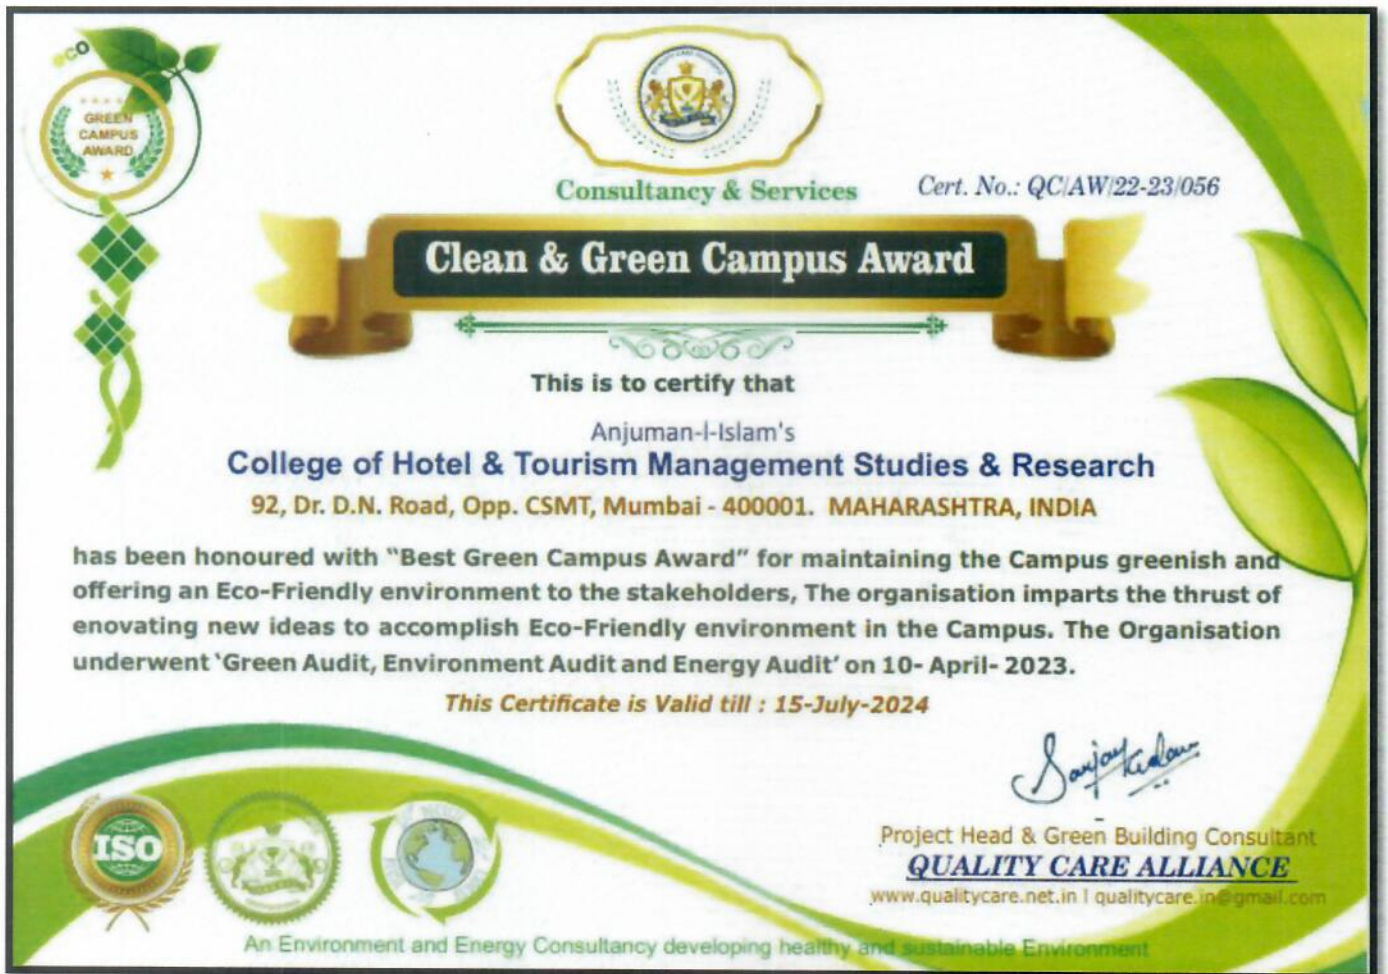 eco
GREEN
CAMPUS
AWARD
Consultancy & Services
Cert. No.: QC/AW/22-23/056
Clean & Green Campus Award
This is to certify that
Anjuman-I-Islam's
College of Hotel & Tourism Management Studies & Research
92, Dr. D.N. Road, Opp. CSMT, Mumbai - 400001. MAHARASHTRA, INDIA
has been honoured with “Best Green Campus Award” for maintaining the Campus greenish and
offering an Eco-Friendly environment to the stakeholders, The organisation imparts the thrust of
enovating new ideas to accomplish Eco-Friendly environment in the Campus. The Organisation
underwent ‘Green Audit, Environment Audit and Energy Audit’ on 10- April- 2023.
This Certificate is Valid till : 15-July-2024
Project Head & Green Building Consultant
QUALITY CARE ALLIANCE
www.qualitycare.net.in I qualitycare.in@gmail.com
ISO
An Environment and Energy Consultancy developing healthy and sustainable Environment